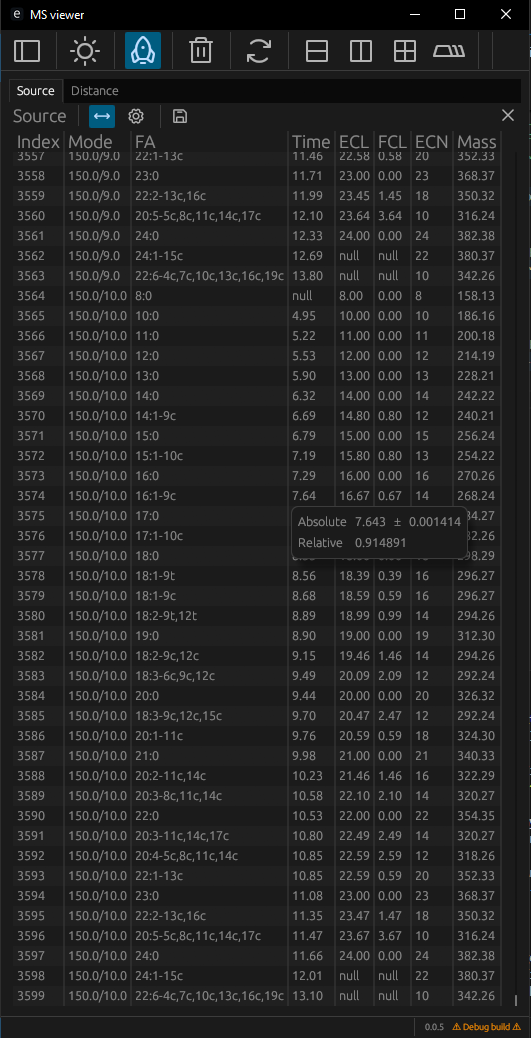 MS viewer
Source Distance
Source
Index Mode FA Time ECL FCL ECN Mass
3557 150.0/9.0 22:1-13c 11.46 22.58 0.58 20 352.33
3558 150.0/9.0 23:0 11.71 23.00 0.00 23 368.37
3559 150.0/9.0 22:2-13c,16c 11.99 23.45 1.45 18 350.32
3560 150.0/9.0 20:5-5c,8c,11c,14c,17c 12.10 23.64 3.64 10 316.24
3561 150.0/9.0 24:0 12.33 24.00 0.00 24 382.38
3562 150.0/9.0 24:1-15c 12.69 null null 22 380.37
3563 150.0/9.0 22:6-4c,7c,10c,13c,16c,19c 13.80 null null 10 342.26
3564 150.0/10.0 8:0 null 8.00 0.00 8 158.13
3565 150.0/10.0 10:0 4.95 10.00 0.00 10 186.16
3566 150.0/10.0 11:0 5.22 11.00 0.00 11 200.18
3567 150.0/10.0 12:0 5.53 12.00 0.00 12 214.19
3568 150.0/10.0 13:0 5.90 13.00 0.00 13 228.21
3569 150.0/10.0 14:0 6.32 14.00 0.00 14 242.22
3570 150.0/10.0 14:1-9c 6.69 14.80 0.80 12 240.21
3571 150.0/10.0 15:0 6.79 15.00 0.00 15 256.24
3572 150.0/10.0 15:1-10c 7.19 15.80 0.80 13 254.22
3573 150.0/10.0 16:0 7.29 16.00 0.00 16 270.26
3574 150.0/10.0 16:1-9c 7.64 16.67 0.67 14 268.24
3575 150.0/10.0 17:0
Absolute 7.643 ± 0.001414
3576 150.0/10.0 17:1-10c
Relative 0.914891
3577 150.0/10.0 18:0
3578 150.0/10.0 18:1-9t 8.56 18.39 0.39 16 296.27
3579 150.0/10.0 18:1-9c 8.68 18.59 0.59 16 296.27
3580 150.0/10.0 18:2-9t,12t 8.89 18.99 0.99 14 294.26
3581 150.0/10.0 19:0 8.90 19.00 0.00 19 312.30
3582 150.0/10.0 18:2-9c,12c 9.15 19.46 1.46 14 294.26
3583 150.0/10.0 18:3-6c,9c,12c 9.49 20.09 2.09 12 292.24
3584 150.0/10.0 20:0 9.44 20.00 0.00 20 326.32
3585 150.0/10.0 18:3-9c,12c,15c 9.70 20.47 2.47 12 292.24
3586 150.0/10.0 20:1-11c 9.76 20.59 0.59 18 324.30
3587 150.0/10.0 21:0 9.98 21.00 0.00 21 340.33
3588 150.0/10.0 20:2-11c,14c 10.23 21.46 1.46 16 322.29
3589 150.0/10.0 20:3-8c,11c,14c 10.58 22.10 2.10 14 320.27
3590 150.0/10.0 22:0 10.53 22.00 0.00 22 354.35
3591 150.0/10.0 20:3-11c,14c,17c 10.80 22.49 2.49 14 320.27
3592 150.0/10.0 20:4-5c,8c,11c,14c 10.85 22.59 2.59 12 318.26
3593 150.0/10.0 22:1-13c 10.85 22.59 0.59 20 352.33
3594 150.0/10.0 23:0 11.08 23.00 0.00 23 368.37
3595 150.0/10.0 22:2-13c,16c 11.35 23.47 1.47 18 350.32
3596 150.0/10.0 20:5-5c,8c,11c,14c,17c 11.47 23.67 3.67 10 316.24
3597 150.0/10.0 24:0 11.66 24.00 0.00 24 382.38
3598 150.0/10.0 24:1-15c 12.01 null null 22 380.37
3599 150.0/10.0 22:6-4c,7c,10c,13c,16c,19c 13.10 null null 10 342.26
0.0.5 ⚠ Debug build ⚠